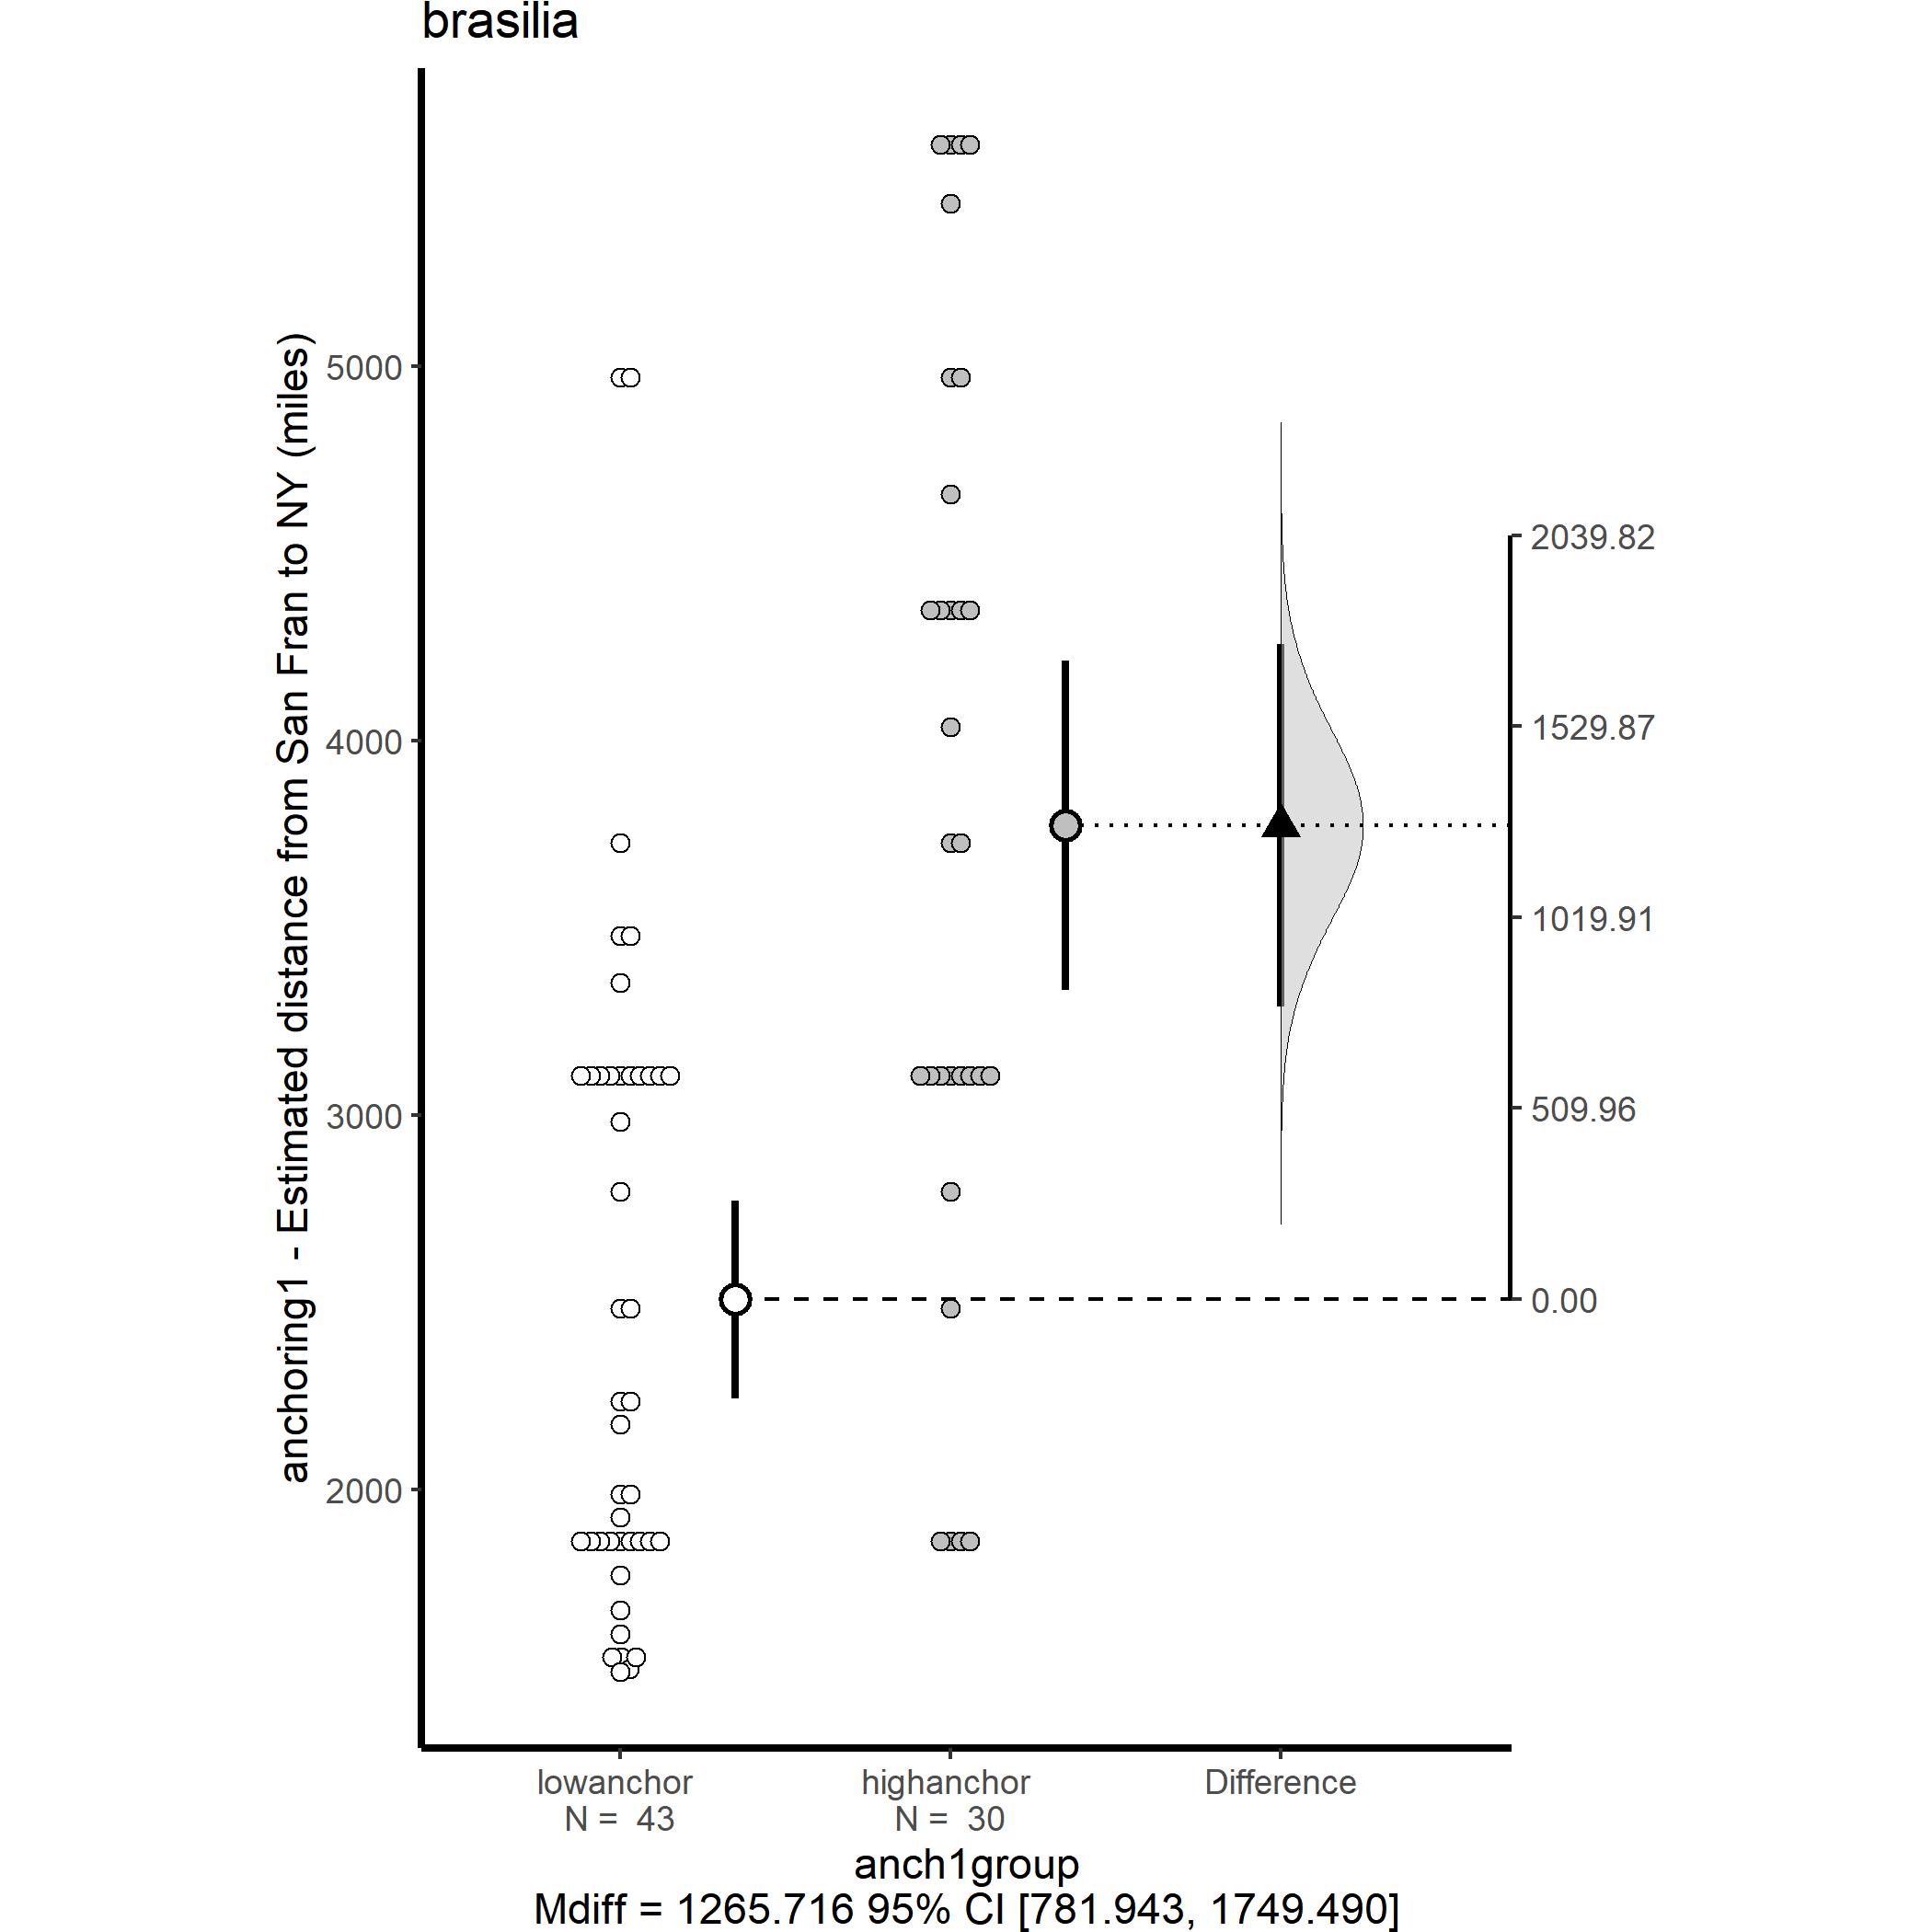 brasilia
anchoring1 - Estimated distance from San Fran to NY (miles)
5000
4000
3000
2000
2039.82
1529.87
1019.91
509.96
0.00
lowanchor
N =  43
highanchor
N =  30
Difference
anch1group
Mdiff = 1265.716 95% CI [781.943, 1749.490]